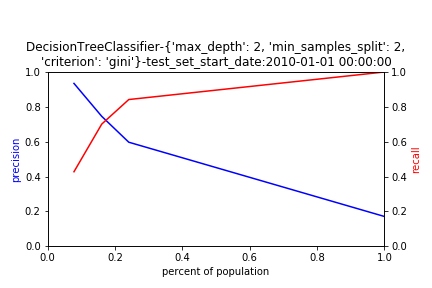 DecisionTreeClassifier-{'max_depth': 2, 'min_samples_split': 2,
'criterion': 'gini'}-test_set_start_date:2010-01-01 00:00:00
1.0
0.8
0.6
0.4
0.2
0.0
precision
1.0
0.8
0.6
0.4
0.2
0.0
recall
0.0 0.2 0.4 0.6 0.8 1.0
percent of population